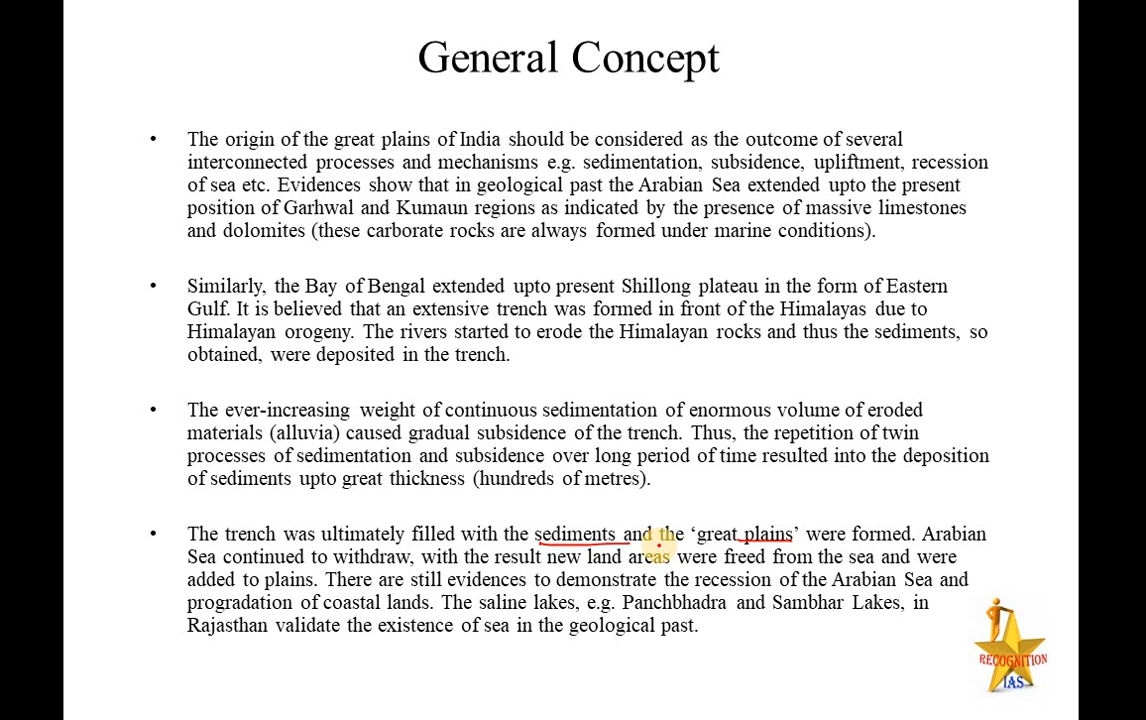 General Concept
• The origin of the great plains of India should be considered as the outcome of several
interconnected processes and mechanisms e.g. sedimentation, subsidence, upliftment, recession
of sea etc. Evidences show that in geological past the Arabian Sea extended upto the present
position of Garhwal and Kumaun regions as indicated by the presence of massive limestones
and dolomites (these carborate rocks are always formed under marine conditions).
• Similarly, the Bay of Bengal extended upto present Shillong plateau in the form of Eastern
Gulf. It is believed that an extensive trench was formed in front of the Himalayas due to
Himalayan orogeny. The rivers started to erode the Himalayan rocks and thus the sediments, so
obtained, were deposited in the trench.
• The ever-increasing weight of continuous sedimentation of enormous volume of eroded
materials (alluvia) caused gradual subsidence of the trench. Thus, the repetition of twin
processes of sedimentation and subsidence over long period of time resulted into the deposition
of sediments upto great thickness (hundreds of metres).
• The trench was ultimately filled with the sediments and the ‘great plains’ were formed. Arabian
Sea continued to withdraw, with the result new land areas were freed from the sea and were
added to plains. There are still evidences to demonstrate the recession of the Arabian Sea and
progradation of coastal lands. The saline lakes, e.g. Panchbhadra and Sambhar Lakes, in
Rajasthan validate the existence of sea in the geological past.
RECOGNITION
IAS